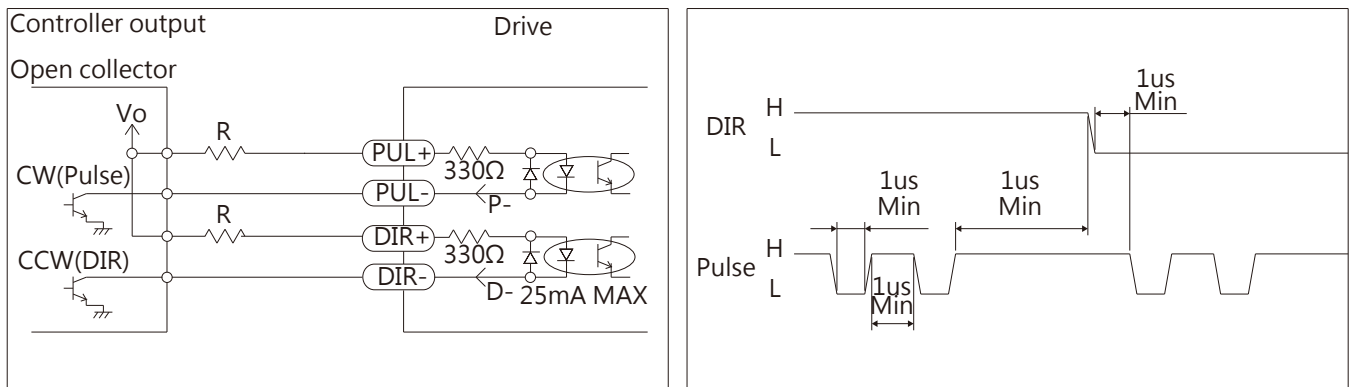 Controller output
Drive
Open collector
Vo
R
PUL+
330Ω
CW(Pulse)
PUL-
P-
R
DIR+
330Ω
CCW(DIR)
DIR-
D-
25mA MAX
1us
Min
DIR
H
L
1us
Min
1us
Min
Pulse
H
L
1us
Min